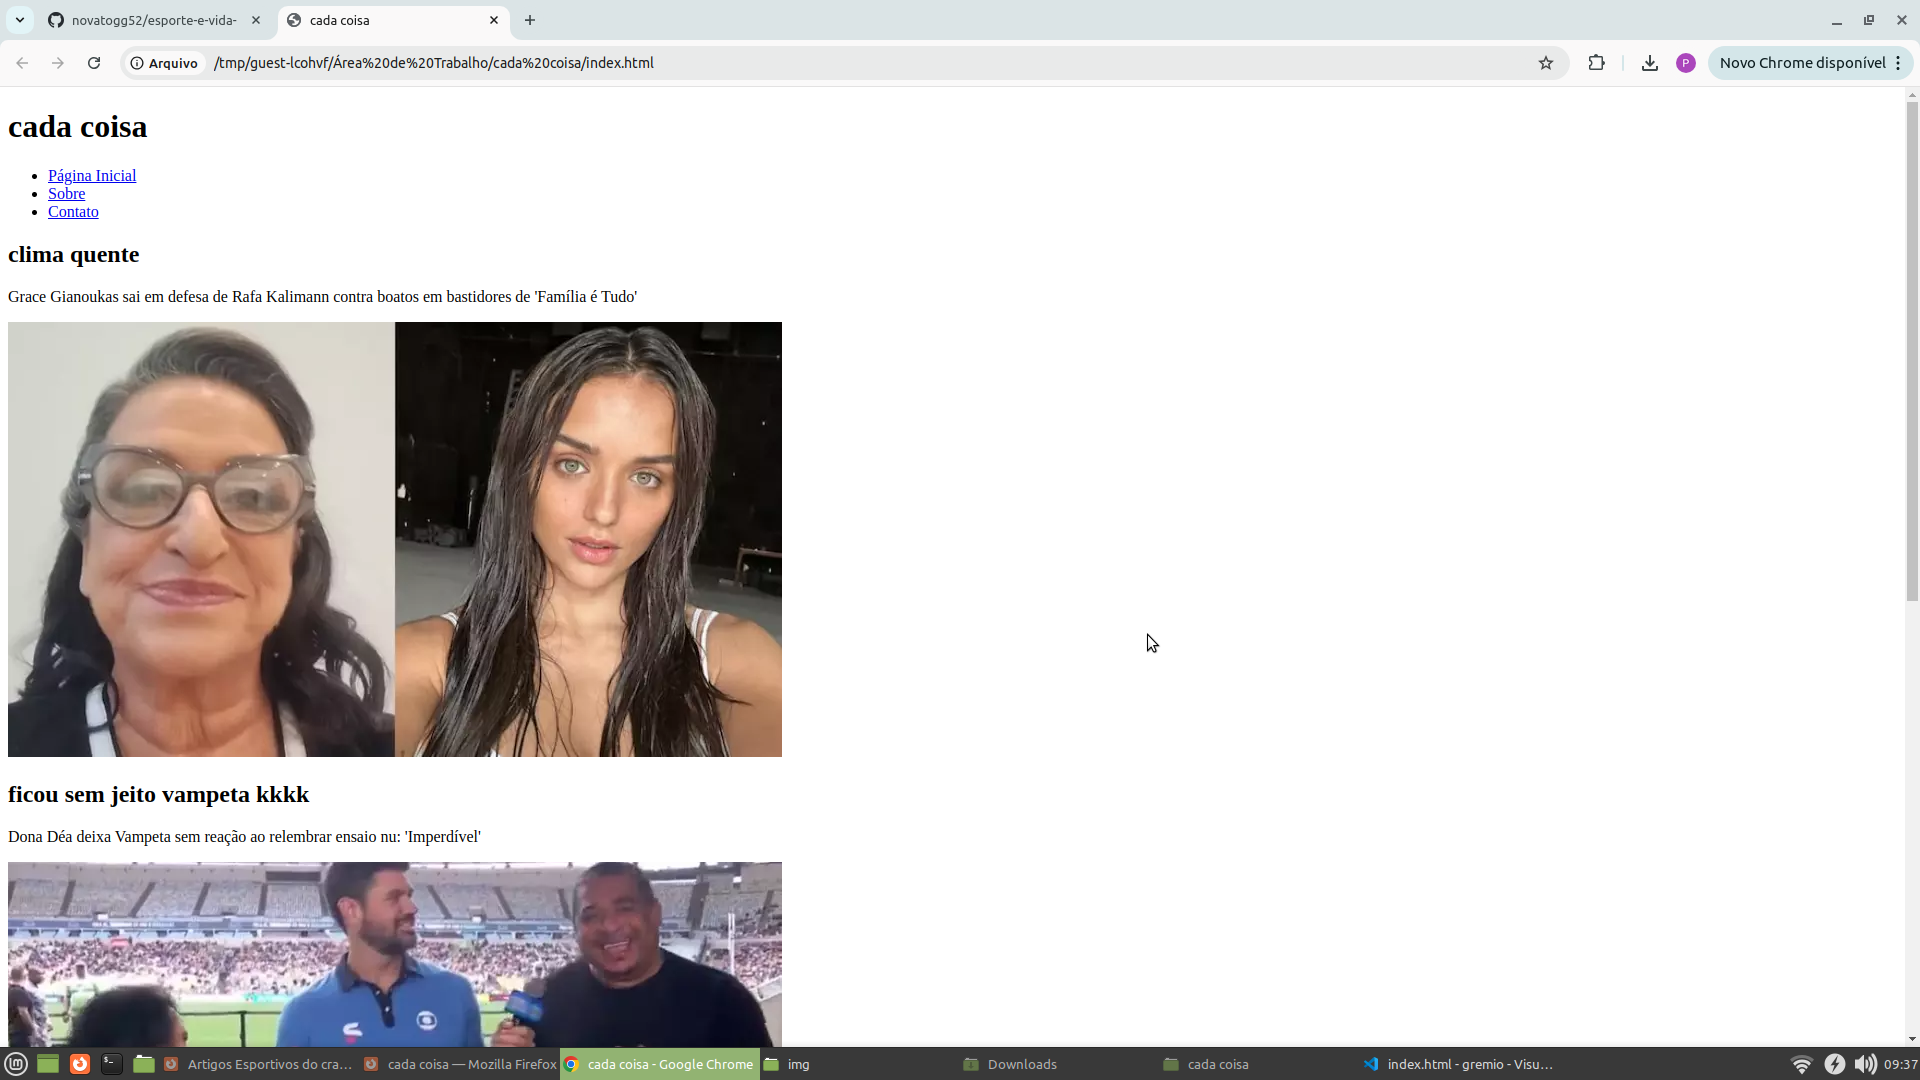 novatogg52/esporte-e-vida-
cada coisa
Arquivo
/tmp/guest-lcohvf/Área%20de%20Trabalho/cada%20coisa/index.html
P
Novo Chrome disponível
cada coisa
Página Inicial
Sobre
Contato
clima quente
Grace Gianoukas sai em defesa de Rafa Kalimann contra boatos em bastidores de 'Família é Tudo'
ficou sem jeito vampeta kkkk
Dona Déa deixa Vampeta sem reação ao relembrar ensaio nu: 'Imperdível'
Artigos Esportivos do cra...
cada coisa — Mozilla Firefox
cada coisa - Google Chrome
img
Downloads
cada coisa
index.html - gremio - Visu...
09:37